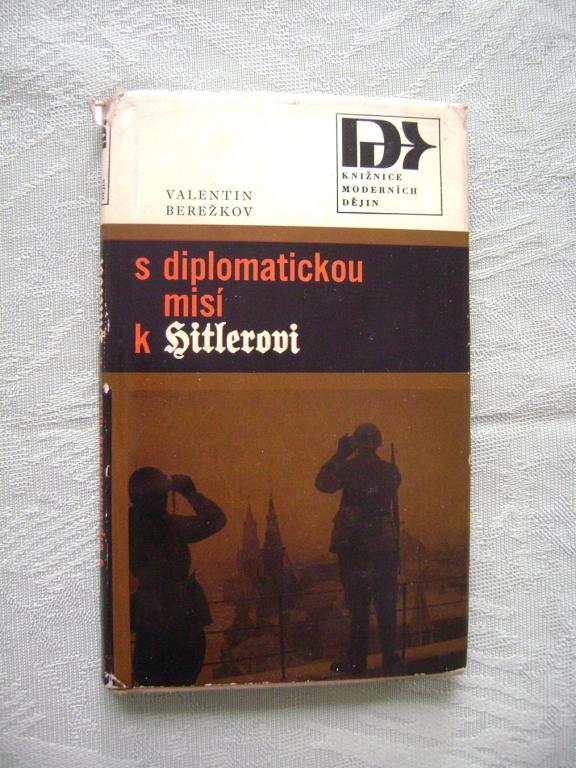 VALENTIN
BEREŽKOV
KNIŽNICE
MODERNÍCH
DĚJIN
s diplomatickou
misí
k Hitlerovi